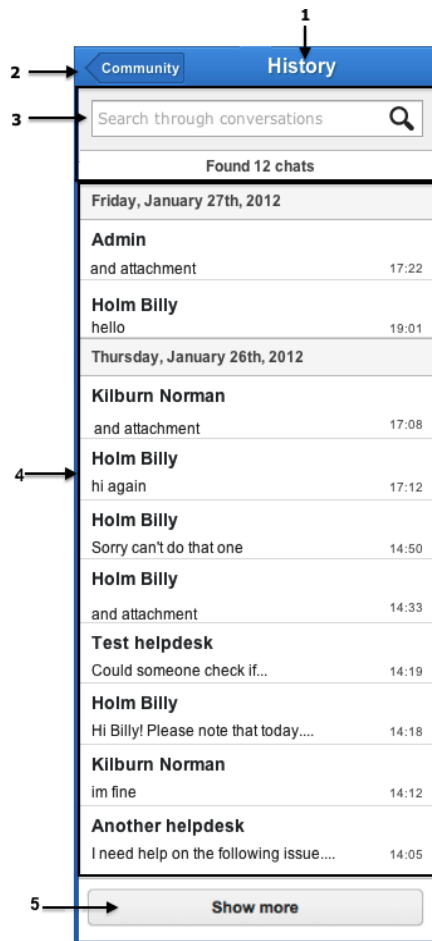 1
2
Community
History
3
Search through conversations
Found 12 chats
Friday, January 27th, 2012
Admin
and attachment 17:22
Holm Billy
hello 19:01
Thursday, January 26th, 2012
Kilburn Norman
and attachment 17:08
4
Holm Billy
hi again 17:12
Holm Billy
Sorry can't do that one 14:50
Holm Billy
and attachment 14:33
Test helpdesk
Could someone check if... 14:19
Holm Billy
Hi Billy! Please note that today.... 14:18
Kilburn Norman
im fine 14:12
Another helpdesk
I need help on the following issue.... 14:05
5
Show more